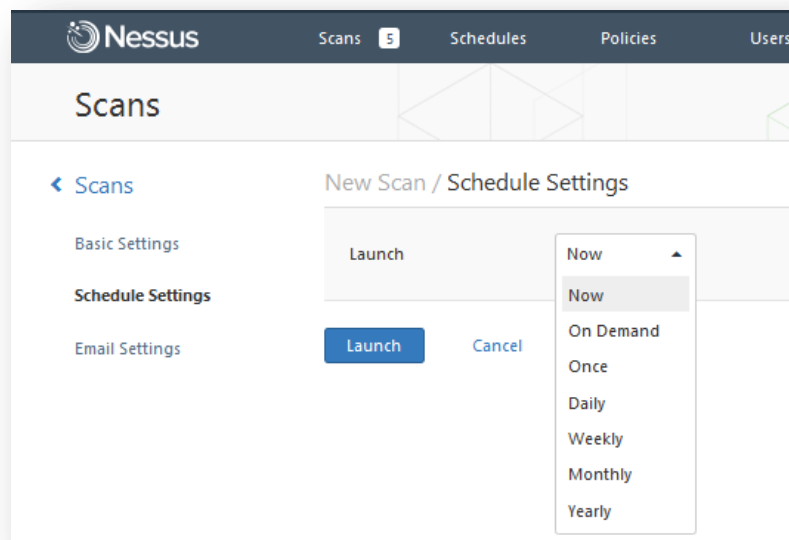 Nessus Scans 5 Schedules Policies Users
Scans
Scans
Basic Settings
Schedule Settings
Email Settings
New Scan / Schedule Settings
Launch Now
Now
On Demand
Once
Daily
Weekly
Monthly
Yearly
Launch Cancel